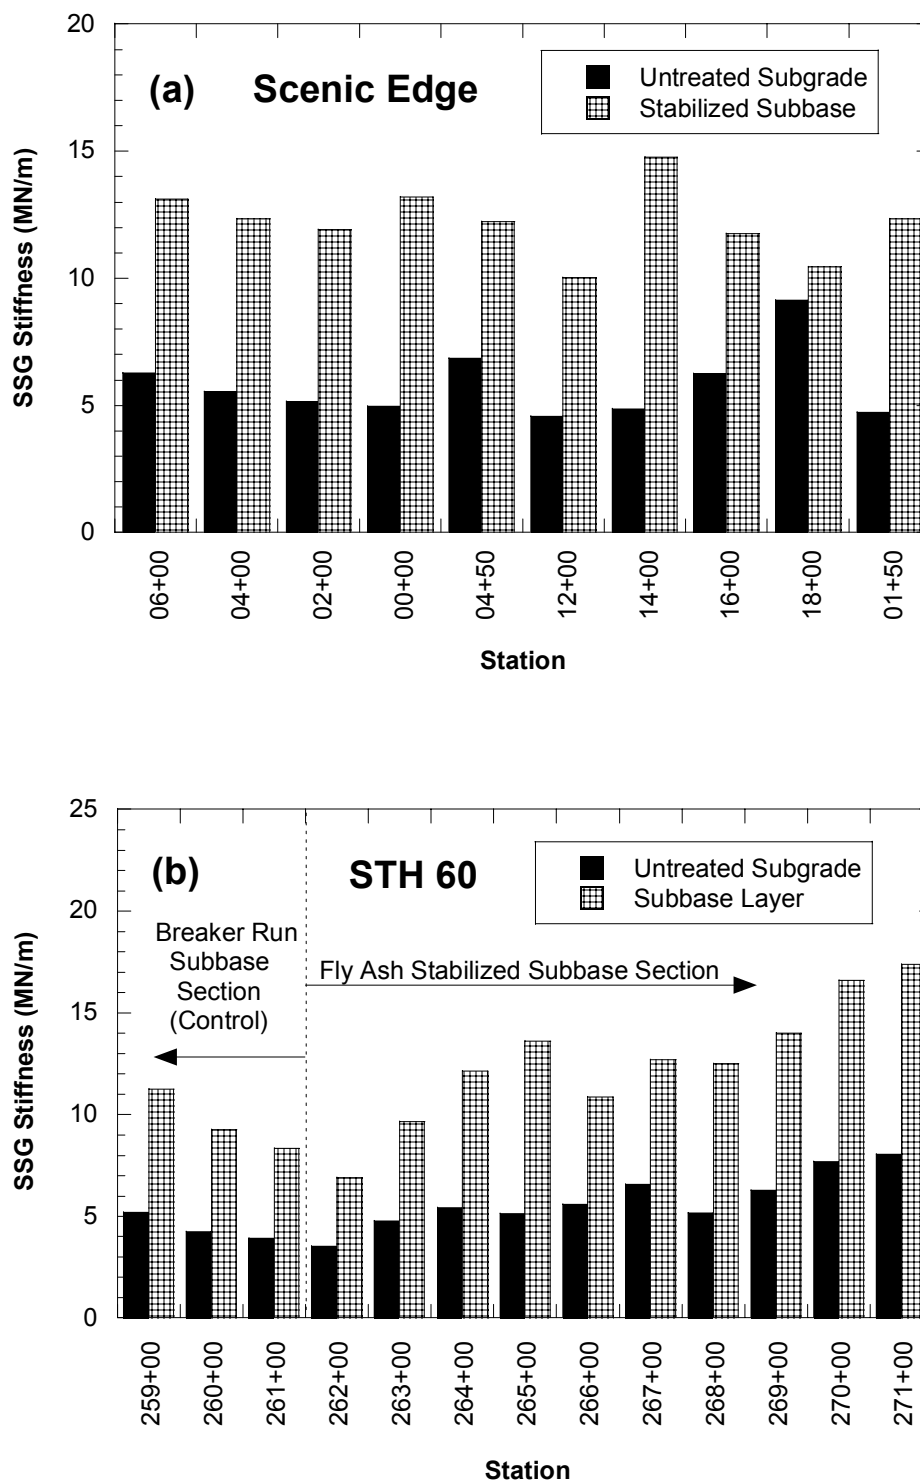 20
15
10
5
0
SSG Stiffness (MN/m)
(a) Scenic Edge
Untreated Subgrade
Stabilized Subbase
06+00
04+00
02+00
00+00
04+50
12+00
14+00
16+00
18+00
01+50
Station
25
20
15
10
5
0
SSG Stiffness (MN/m)
(b) STH 60
Untreated Subgrade
Subbase Layer
Breaker Run
Subbase
Section
(Control)
Fly Ash Stabilized Subbase Section
259+00
260+00
261+00
262+00
263+00
264+00
265+00
266+00
267+00
268+00
269+00
270+00
271+00
Station